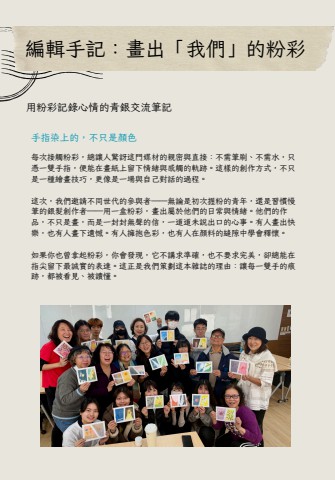 編輯手記：畫出「我們」的粉彩
用粉彩記錄心情的青銀交流筆記
手指染上的，不只是顏色
每次接觸粉彩，總讓人驚訝這門媒材的親密與直接：不需筆刷、不需水，只
憑一雙手指，便能在畫紙上留下情緒與感觸的軌跡。這樣的創作方式，不只
是一種繪畫技巧，更像是一場與自己對話的過程。
這次，我們邀請不同世代的參與者——無論是初次握粉的青年，還是習慣慢
筆的銀髮創作者——用一盒粉彩，畫出屬於他們的日常與情緒。他們的作
品，不只是畫，而是一封封無聲的信，一道道未說出口的心事。有人畫出快
樂，也有人畫下遺憾。有人擁抱色彩，也有人在顏料的縫隙中學會釋懷。
如果你也曾拿起粉彩，你會發現，它不講求準確，也不要求完美，卻總能在
指尖留下最誠實的表達。這正是我們策劃這本雜誌的理由：讓每一雙手的痕
跡，都被看見、被讀懂。